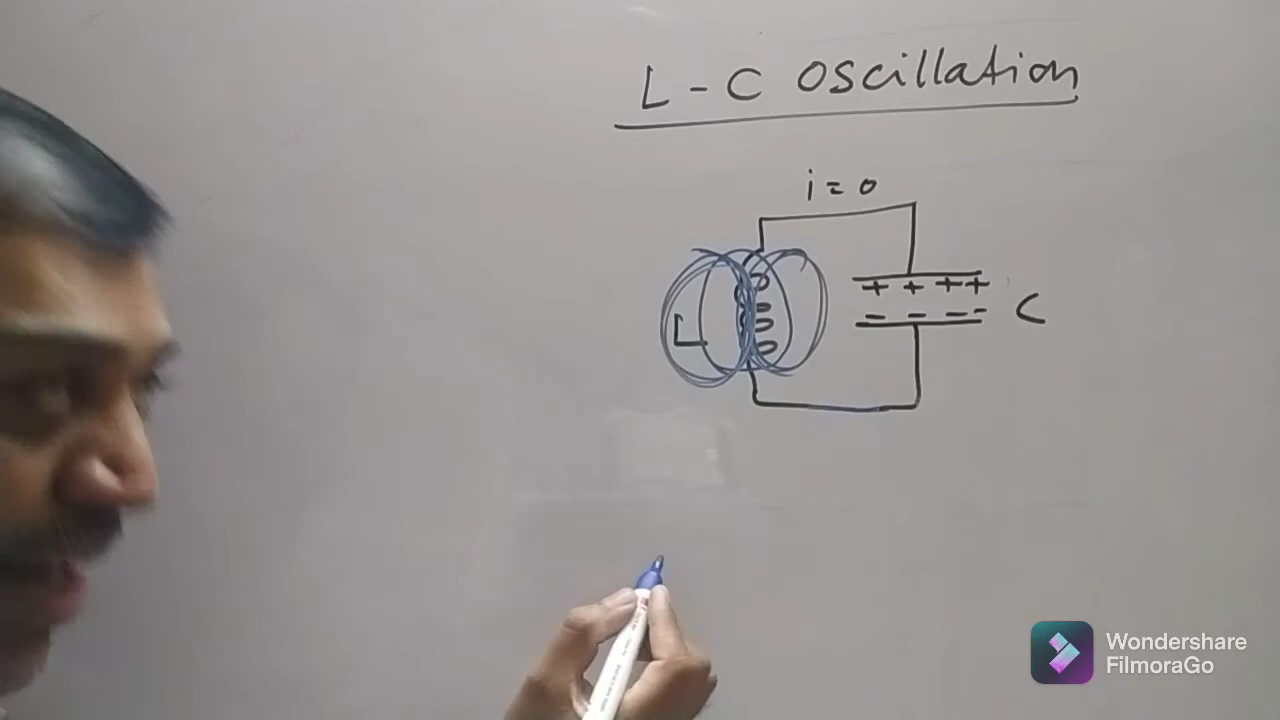 L - C Oscillation
i = 0
+ + + +
L
- - - -
C
Wondershare
FilmoraGo